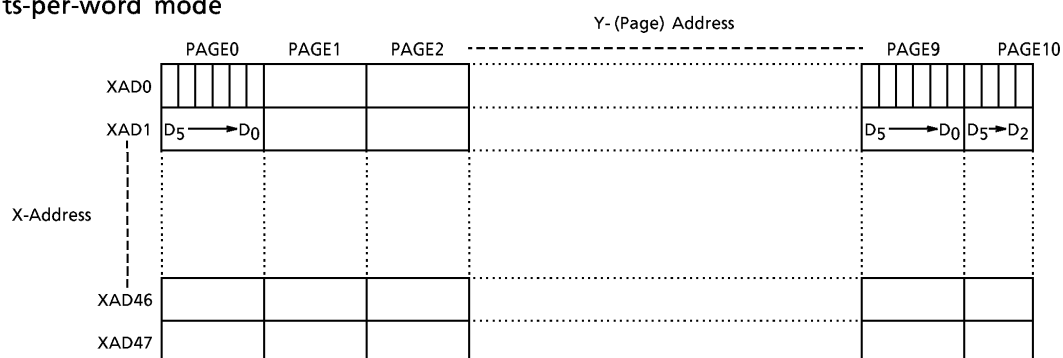 ts-per-word mode
Y- (Page) Address
PAGE0 PAGE1 PAGE2 PAGE9 PAGE10
XAD0
XAD1 D5 D0 D5 D0 D5 D2
X-Address
XAD46
XAD47